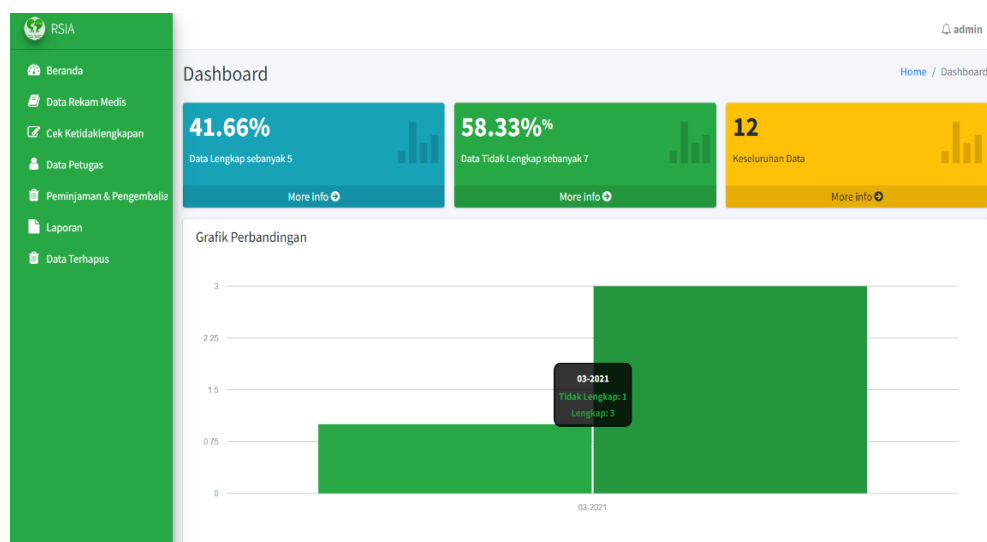 RSIA
admin
Beranda
Data Rekam Medis
Cek Ketidaklengkapan
Data Petugas
Peminjaman & Pengembalia
Laporan
Data Terhapus
Dashboard
Home / Dashboard
41.66%
Data Lengkap sebanyak 5
More info
58.33%%
Data Tidak Lengkap sebanyak 7
More info
12
Keseluruhan Data
More info
Grafik Perbandingan
3
2.25
1.5
0.75
0
03-2021
Tidak Lengkap: 1
Lengkap: 3
03-2021